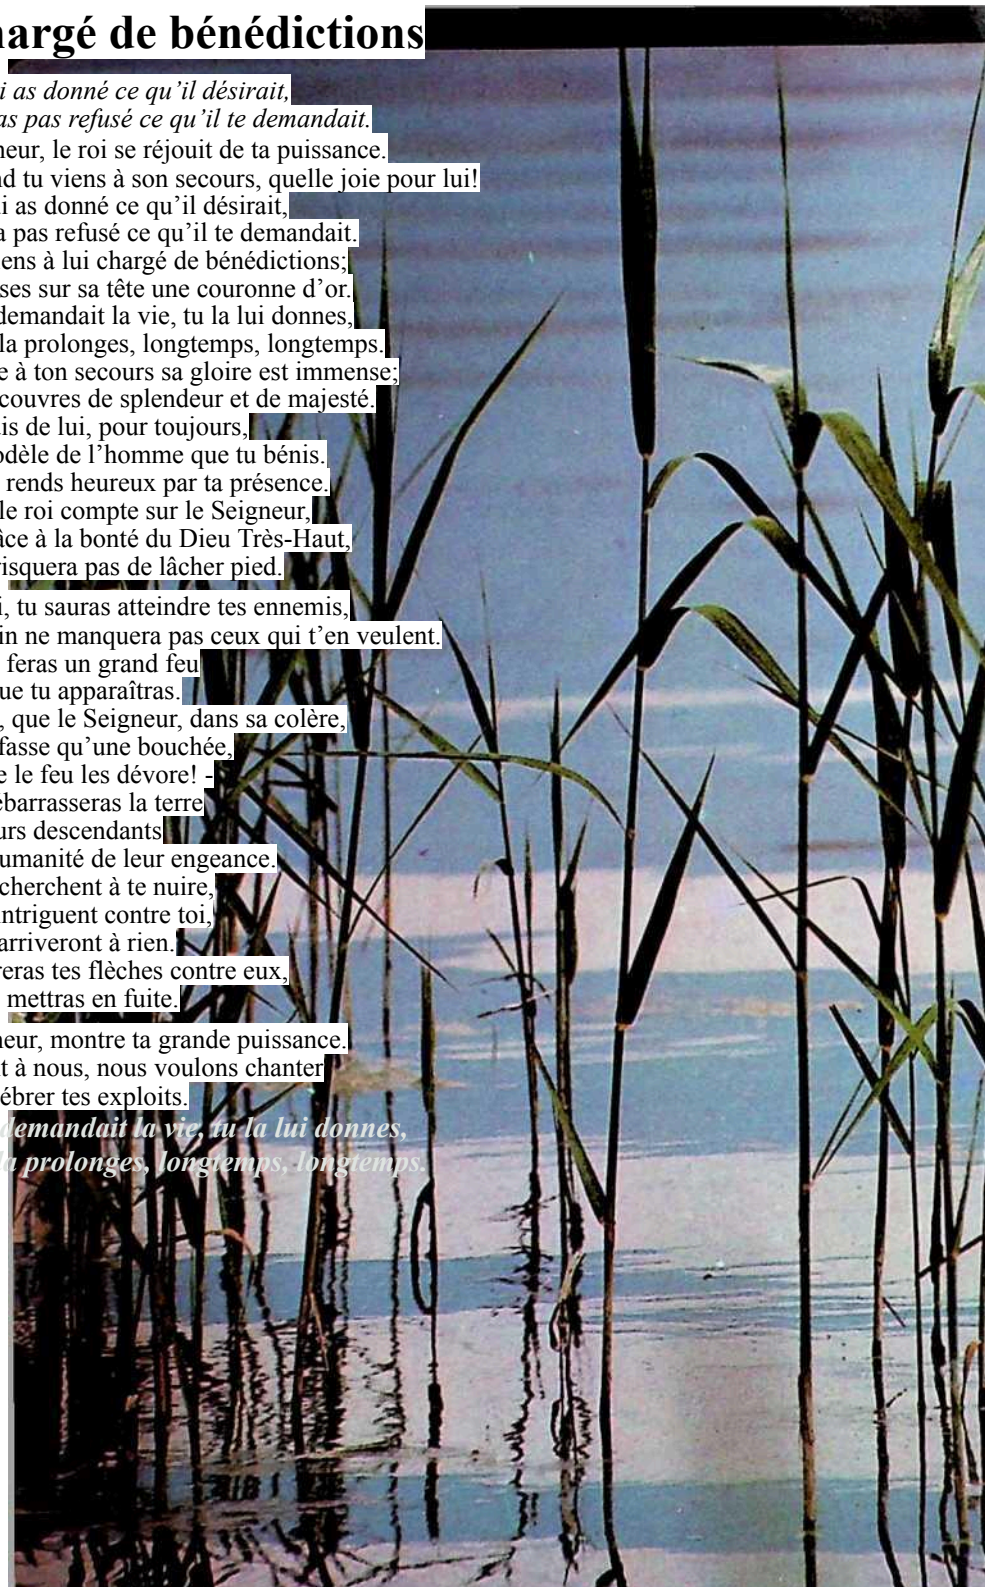 hargé de bénédictions
i as donné ce qu’il désirait,
as pas refusé ce qu’il te demandait.
neur, le roi se réjouit de ta puissance.
nd tu viens à son secours, quelle joie pour lui!
i as donné ce qu’il désirait,
a pas refusé ce qu’il te demandait.
iens à lui chargé de bénédictions;
ses sur sa tête une couronne d’or.
demandait la vie, tu la lui donnes,
la prolonges, longtemps, longtemps.
e à ton secours sa gloire est immense;
couvres de splendeur et de majesté.
is de lui, pour toujours,
odèle de l’homme que tu bénis.
rends heureux par ta présence.
le roi compte sur le Seigneur,
âce à la bonté du Dieu Très-Haut,
risquera pas de lâcher pied.
i, tu sauras atteindre tes ennemis,
in ne manquera pas ceux qui t’en veulent.
feras un grand feu
ue tu apparaîtras.
, que le Seigneur, dans sa colère,
fasse qu’une bouchée,
e le feu les dévore! -
ébarrasseras la terre
urs descendants
umanité de leur engeance.
cherchent à te nuire,
intriguent contre toi,
arriveront à rien.
reras tes flèches contre eux,
mettras en fuite.
neur, montre ta grande puissance.
t à nous, nous voulons chanter
ébrer tes exploits.
demandait la vie, tu la lui donnes,
la prolonges, longtemps, longtemps.